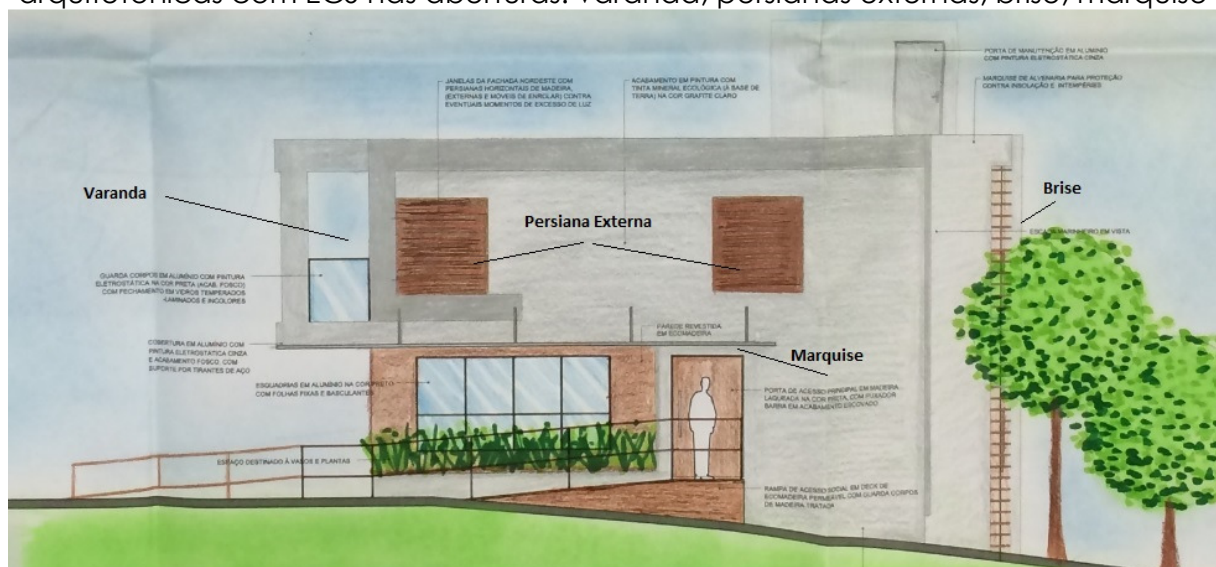 arquitetônicas com EGs nas aberturas: varanda, persianas externas, brise, marquise
PORTA DE MANUTENÇÃO EM ALUMÍNIO
COM PINTURA ELETROSTÁTICA CINZA
JANELAS DA FACHADA NORDESTE COM
PERSIANAS HORIZONTAIS DE MADEIRA,
(EXTERNAS E MÓVEIS DE ENROLAR) CONTRA
EVENTUAIS MOMENTOS DE EXCESSO DE LUZ
ACABAMENTO EM PINTURA COM
TINTA MINERAL ECOLÓGICA (À BASE DE
TERRA) NA COR GRAFITE CLARO
MARQUISE DE ALVENARIA PARA PROTEÇÃO
CONTRA INSOLAÇÃO E INTEMPÉRIES
Varanda
Persiana Externa
Brise
ESCADA MARINHEIRO EM VISTA
GUARDA CORPOS EM ALUMÍNIO COM PINTURA
ELETROSTÁTICA NA COR PRETA (ACAB. FOSCO)
COM FECHAMENTO EM VIDROS TEMPERADOS
LAMINADOS E INCOLORES
PAREDE REVESTIDA
EM ECOMADEIRA
COBERTURA EM ALUMÍNIO COM
PINTURA ELETROSTÁTICA CINZA
E ACABAMENTO FOSCO, COM
SUPORTE POR TIRANTES DE AÇO
Marquise
ESQUADRIAS EM ALUMÍNIO NA COR PRETO
COM FOLHAS FIXAS E BASCULANTES
PORTA DE ACESSO PRINCIPAL EM MADEIRA
LAQUEADA NA COR PRETA, COM PUXADOR
BARRA EM ACABAMENTO ESCOVADO
ESPAÇO DESTINADO À VASOS E PLANTAS
RAMPA DE ACESSO SOCIAL EM DECK DE
ECOMADEIRA PERMEÁVEL COM GUARDA CORPOS
DE MADEIRA TRATADA